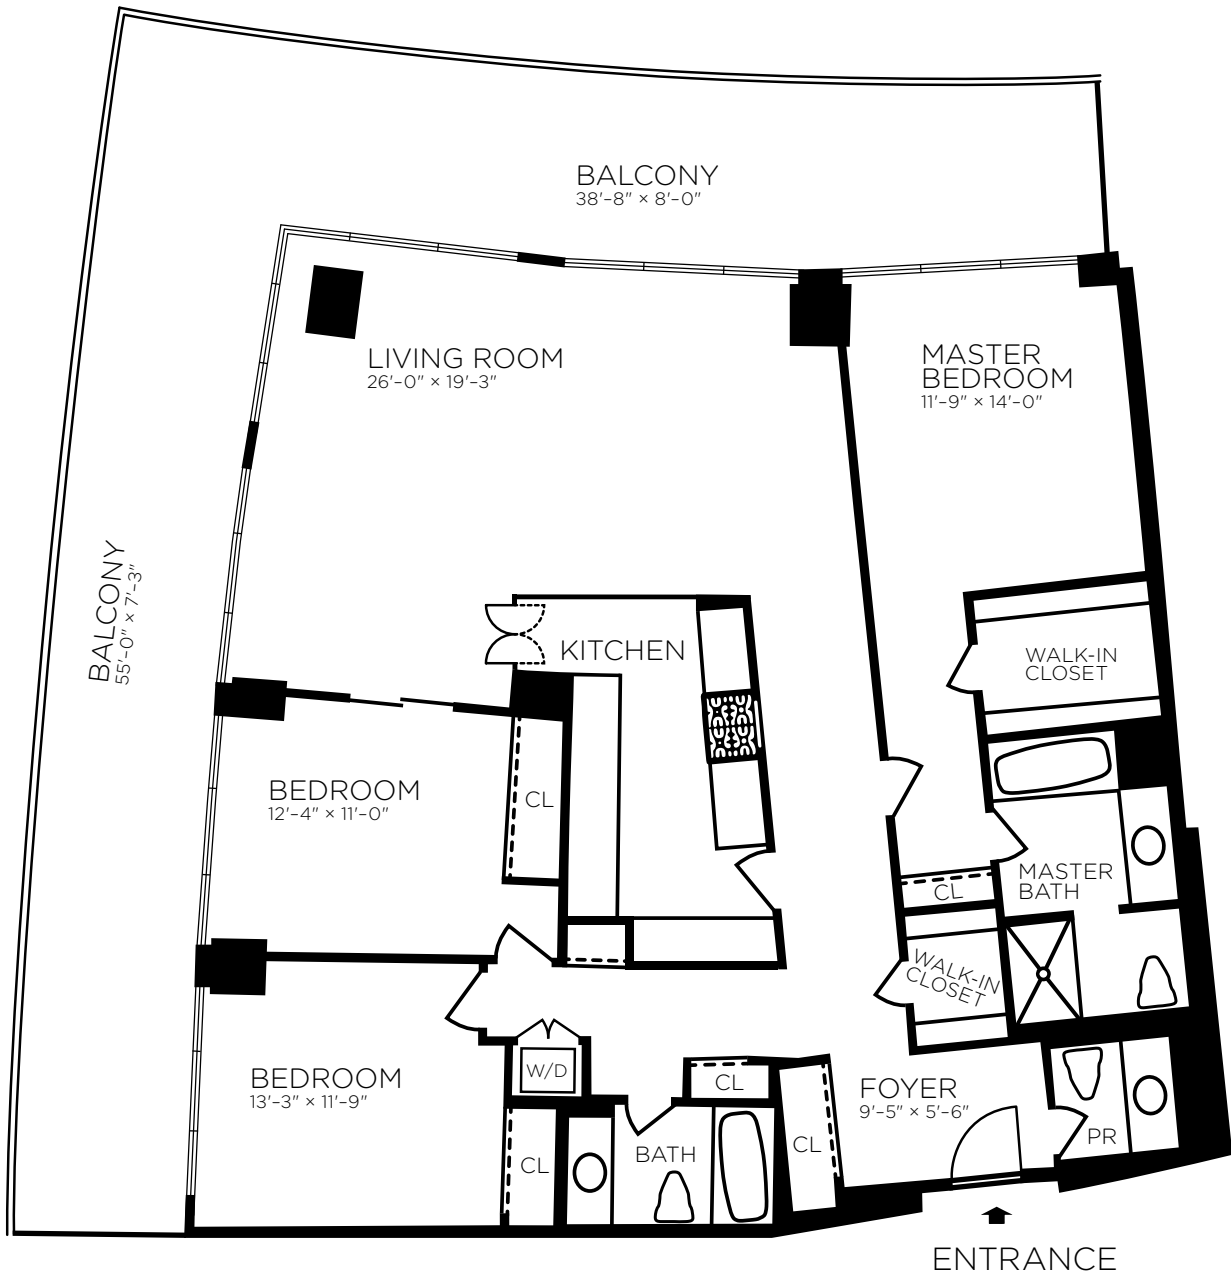 BALCONY
38'-8" × 8'-0"
LIVING ROOM
26'-0" × 19'-3"
MASTER
BEDROOM
11'-9" × 14'-0"
BALCONY
55'-0" × 7'-3"
KITCHEN
WALK-IN
CLOSET
BEDROOM
12'-4" × 11'-0"
CL
MASTER
BATH
CL
WALK-IN
CLOSET
BEDROOM
13'-3" × 11'-9"
W/D
CL
FOYER
9'-5" × 5'-6"
CL
BATH
CL
PR
ENTRANCE